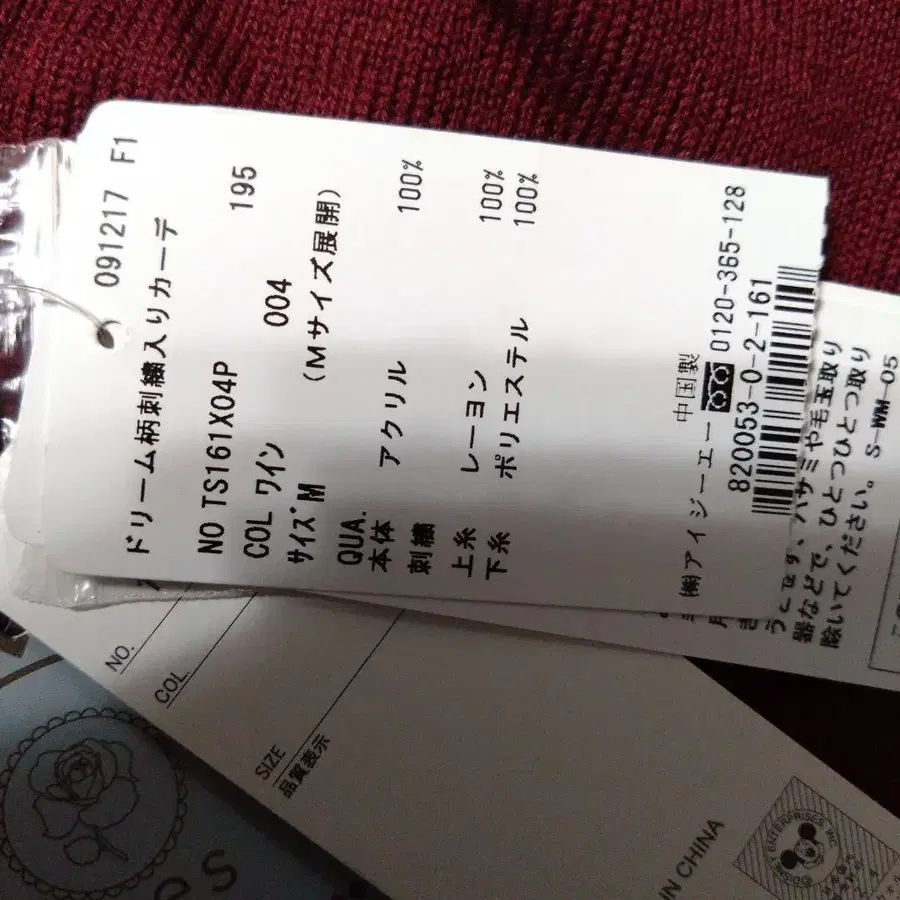 091217 F1
ドリーム柄刺繍入りカーデ
NO TS161X04P 195
COL ワイン 004
サイズ M (Mサイズ展開)
QUA.
本体 アクリル 100%
刺繍
上糸 レーヨン 100%
下糸 ポリエステル 100%
中国製
㈱アイジーエー 0120-365-128
820053-0-2-161
ハサミや毛玉取り
器などで、ひとつひとつ取り
除いてください。 S-WM-05
NO.
COL.
SIZE
品質表示
IN CHINA
©DISNEY ENTERPRISES, INC.
es